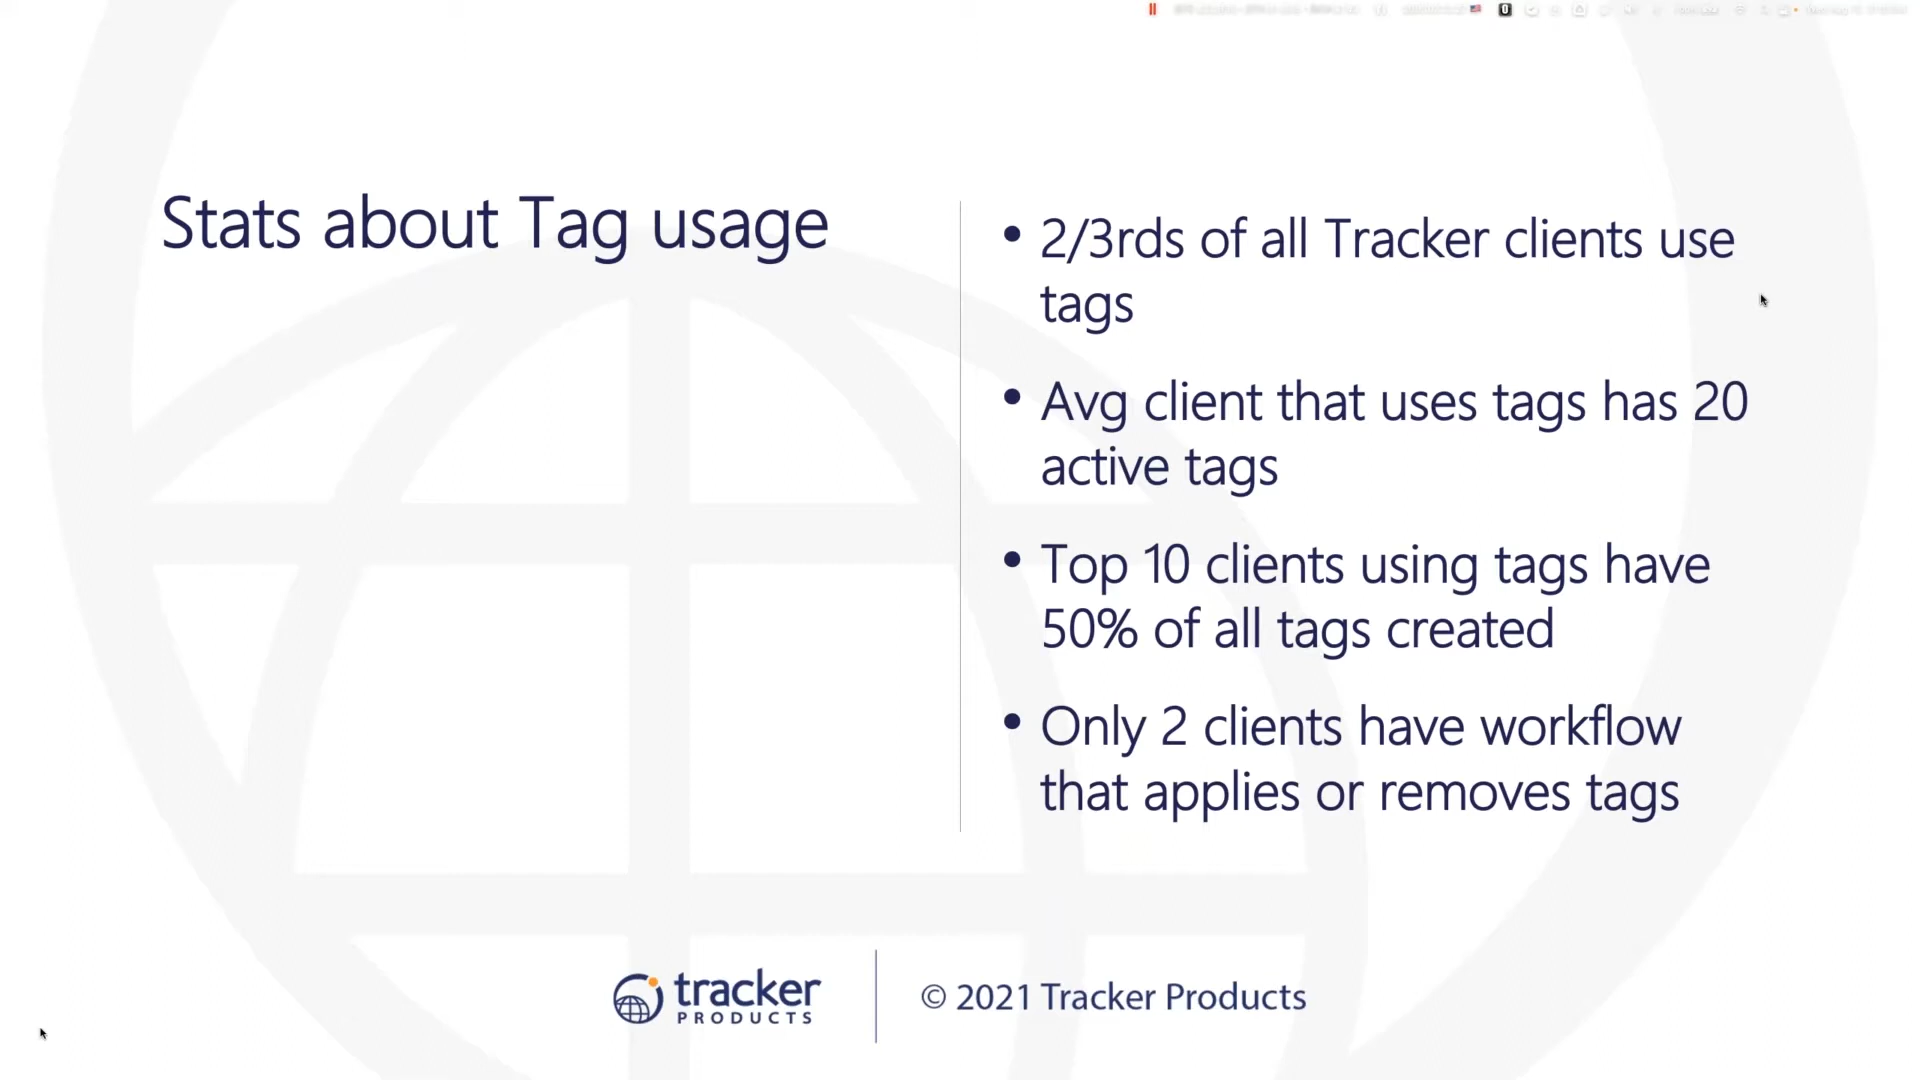 Stats about Tag usage
• 2/3rds of all Tracker clients use
tags
• Avg client that uses tags has 20
active tags
• Top 10 clients using tags have
50% of all tags created
• Only 2 clients have workflow
that applies or removes tags
tracker
PRODUCTS
© 2021 Tracker Products